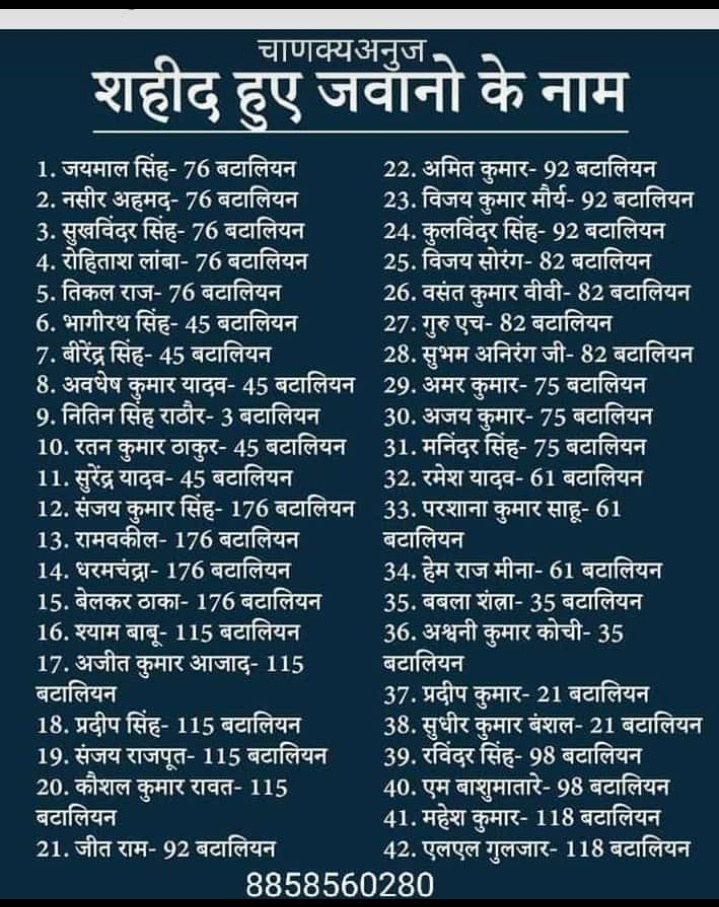 चाणक्यअनुज
शहीद हुए जवानो के नाम
1. जयमाल सिंह- 76 बटालियन
2. नसीर अहमद- 76 बटालियन
3. सुखविंदर सिंह- 76 बटालियन
4. रोहिताश लांबा- 76 बटालियन
5. तिकल राज- 76 बटालियन
6. भागीरथ सिंह- 45 बटालियन
7. बीरेंद्र सिंह- 45 बटालियन
8. अवधेष कुमार यादव- 45 बटालियन
9. नितिन सिंह राठौर- 3 बटालियन
10. रतन कुमार ठाकुर- 45 बटालियन
11. सुरेंद्र यादव- 45 बटालियन
12. संजय कुमार सिंह- 176 बटालियन
13. रामवकील- 176 बटालियन
14. धरमचंद्रा- 176 बटालियन
15. बेलकर ठाका- 176 बटालियन
16. श्याम बाबू- 115 बटालियन
17. अजीत कुमार आजाद- 115
बटालियन
18. प्रदीप सिंह- 115 बटालियन
19. संजय राजपूत- 115 बटालियन
20. कौशल कुमार रावत- 115
बटालियन
21. जीत राम- 92 बटालियन
22. अमित कुमार- 92 बटालियन
23. विजय कुमार मौर्य- 92 बटालियन
24. कुलविंदर सिंह- 92 बटालियन
25. विजय सोरंग- 82 बटालियन
26. वसंत कुमार वीवी- 82 बटालियन
27. गुरु एच- 82 बटालियन
28. सुभम अनिरंग जी- 82 बटालियन
29. अमर कुमार- 75 बटालियन
30. अजय कुमार- 75 बटालियन
31. मनिंदर सिंह- 75 बटालियन
32. रमेश यादव- 61 बटालियन
33. परशाना कुमार साहू- 61
बटालियन
34. हेम राज मीना- 61 बटालियन
35. बबला शंत्रा- 35 बटालियन
36. अश्वनी कुमार कोची- 35
बटालियन
37. प्रदीप कुमार- 21 बटालियन
38. सुधीर कुमार बंशल- 21 बटालियन
39. रविंदर सिंह- 98 बटालियन
40. एम बाशुमातारे- 98 बटालियन
41. महेश कुमार- 118 बटालियन
42. एलएल गुलजार- 118 बटालियन
8858560280